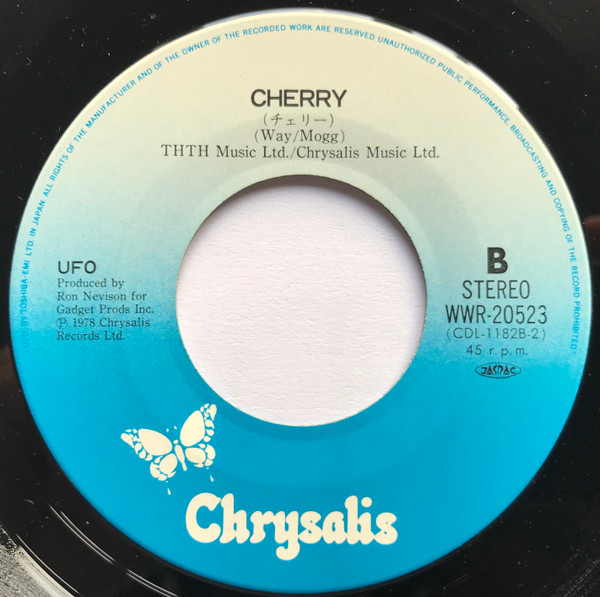 BY TOSHIBA-EMI LTD. IN JAPAN. ALL RIGHTS OF THE MANUFACTURER AND OF THE OWNER OF THE RECORDED WORK ARE RESERVED UNAUTHORIZED PUBLIC PERFORMANCE, BROADCASTING AND COPYING OF THE RECORD PROHIBITED
CHERRY
(チェリー)
(Way/Mogg)
THTH Music Ltd./Chrysalis Music Ltd.
UFO
Produced by
Ron Nevison for
Gadget Prods Inc.
Ⓟ 1978 Chrysalis
Records Ltd.
B
STEREO
WWR-20523
(CDL-1182B-2)
45 r.p.m.
JASRAC
Chrysalis